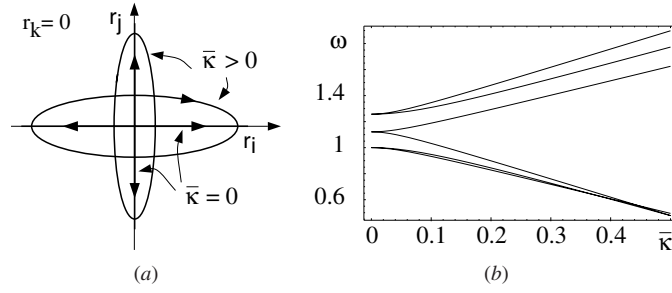 r_k = 0
r_j
κ̄ > 0
r_i
κ̄ = 0
(a)
ω
1.4
1
0.6
0 0.1 0.2 0.3 0.4 κ̄
(b)